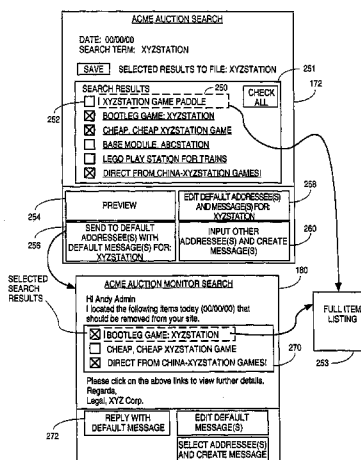 ACME AUCTION SEARCH
DATE: 00/00/00
SEARCH TERM: XYZSTATION
SAVE SELECTED RESULTS TO FILE: XYZSTATION
251
SEARCH RESULTS
250
CHECK ALL
172
252
XYZSTATION GAME PADDLE
BOOTLEG GAME: XYZSTATION
CHEAP, CHEAP XYZSTATION GAME
BASE MODULE, ABCSTATION
LEGO PLAY STATION FOR TRAINS
DIRECT FROM CHINA-XYZSTATION GAMES!
254
PREVIEW
EDIT DEFAULT ADDRESSEE(S)
AND MESSAGE(S) FOR:
XYZSTATION
258
256
SEND TO DEFAULT
ADDRESSEE(S) WITH
DEFAULT MESSAGE(S) FOR:
XYZSTATION
INPUT OTHER
ADDRESSEE(S) AND CREATE
MESSAGE(S)
260
SELECTED
SEARCH
RESULTS
ACME AUCTION MONITOR SEARCH
180
Hi Andy Admin
I located the following items today (00/00/00) that
should be removed from your site.
BOOTLEG GAME: XYZSTATION
CHEAP, CHEAP XYZSTATION GAME
DIRECT FROM CHINA-XYZSTATION GAMES!
270
FULL ITEM
LISTING
253
Please click on the above links to view further details.
Regards,
Legal, XYZ Corp.
272
REPLY WITH
DEFAULT MESSAGE
EDIT DEFAULT
MESSAGE(S)
SELECT ADDRESSEE(S)
AND CREATE MESSAGE